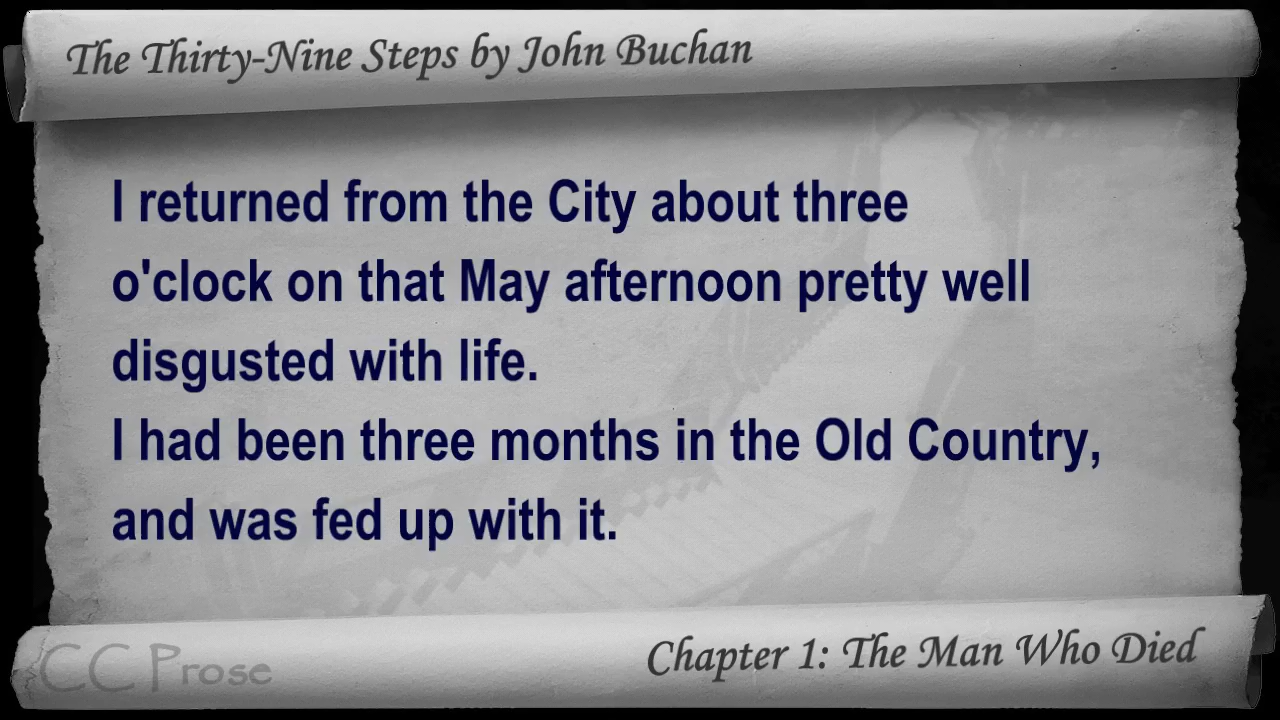 The Thirty-Nine Steps by John Buchan
I returned from the City about three
o'clock on that May afternoon pretty well
disgusted with life.
I had been three months in the Old Country,
and was fed up with it.
CC Prose
Chapter 1: The Man Who Died